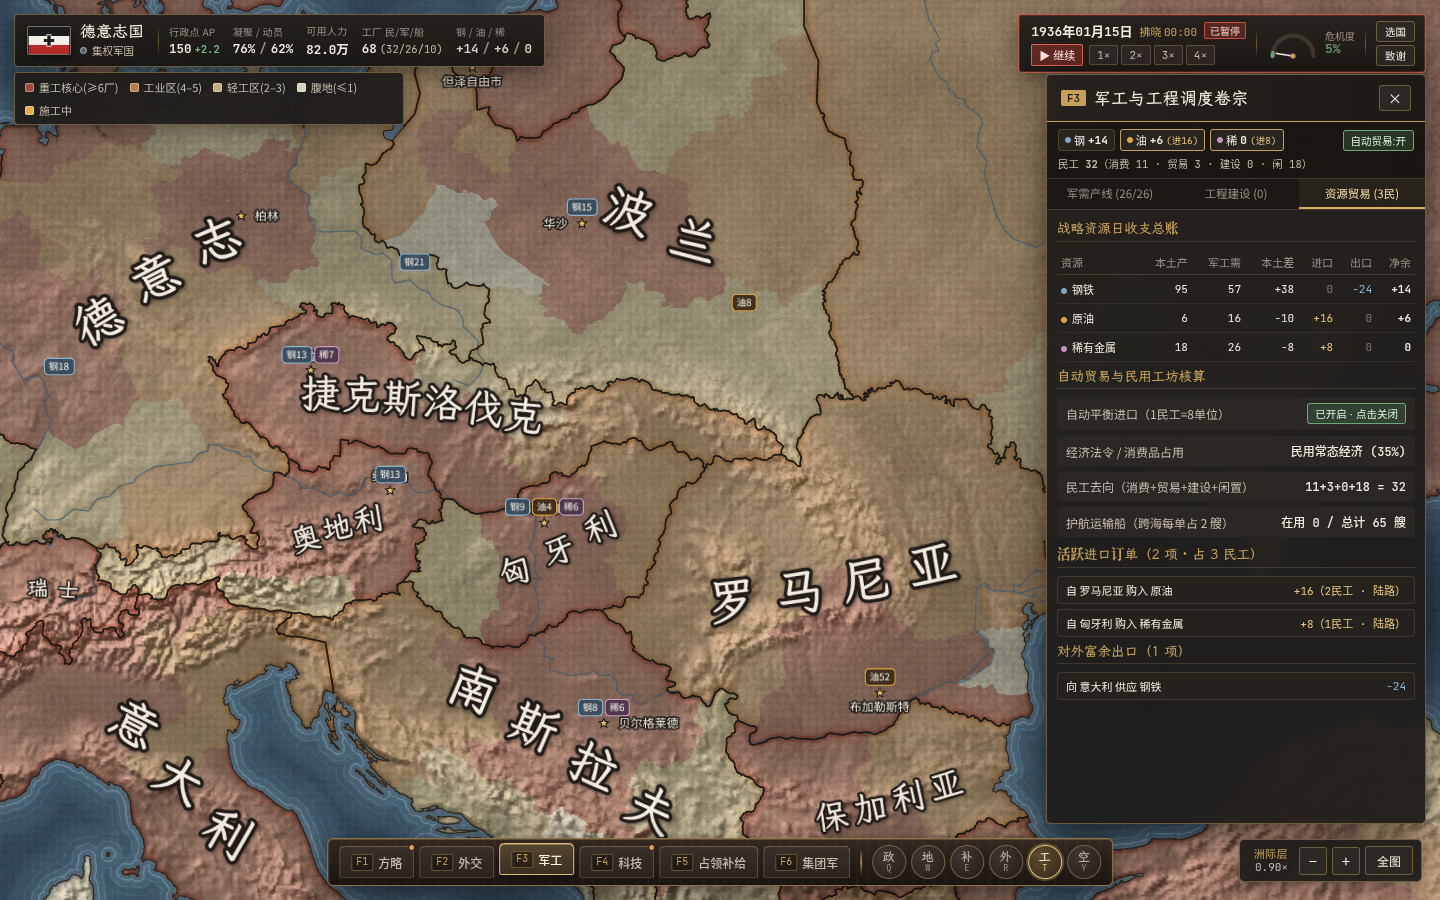 德意志国
集权军国
行政点 AP
150 +2.2
凝聚 / 动员
76% / 62%
可用人力
82.0万
工厂 民/军/船
68 (32/26/10)
钢 / 油 / 稀
+14 / +6 / 0
重工核心(≥6厂)
工业区(4–5)
轻工区(2–3)
腹地(≤1)
施工中
1936年01月15日 拂晓 00:00 已暂停
▶ 继续
1×
2×
3×
4×
危机度
5%
选国
致谢
F3 军工与工程调度卷宗 ×
钢 +14
油 +6 (进16)
稀 0 (进8)
自动贸易:开
民工 32 (消费 11 · 贸易 3 · 建设 0 · 闲 18)
军需产线 (26/26)
工程建设 (0)
资源贸易 (3民)
战略资源日收支总账
资源 本土产 军工需 本土差 进口 出口 净余
钢铁 95 57 +38 0 -24 +14
原油 6 16 -10 +16 0 +6
稀有金属 18 26 -8 +8 0 0
自动贸易与民用工坊核算
自动平衡进口 (1民工=8单位) 已开启 · 点击关闭
经济法令 / 消费品占用 民用常态经济 (35%)
民工去向 (消费+贸易+建设+闲置) 11+3+0+18 = 32
护航运输船 (跨海每单占 2 艘) 在用 0 / 总计 65 艘
活跃进口订单 (2 项 · 占 3 民工)
自 罗马尼亚 购入 原油 +16 (2民工 · 陆路)
自 匈牙利 购入 稀有金属 +8 (1民工 · 陆路)
对外富余出口 (1 项)
向 意大利 供应 钢铁 -24
但泽自由市
柏林
德意志
钢15
华沙
波兰
钢21
油8
钢18
钢13
稀7
捷克斯洛伐克
钢13
奥地利
钢9
油4
稀6
匈牙利
瑞士
罗马尼亚
油52
布加勒斯特
南斯拉夫
钢8
稀6
贝尔格莱德
意大利
保加利亚
F1 方略
F2 外交
F3 军工
F4 科技
F5 占领补给
F6 集团军
政 Q
地 W
补 E
外 R
工 T
空 Y
洲际层
0.90×
−
+
全图